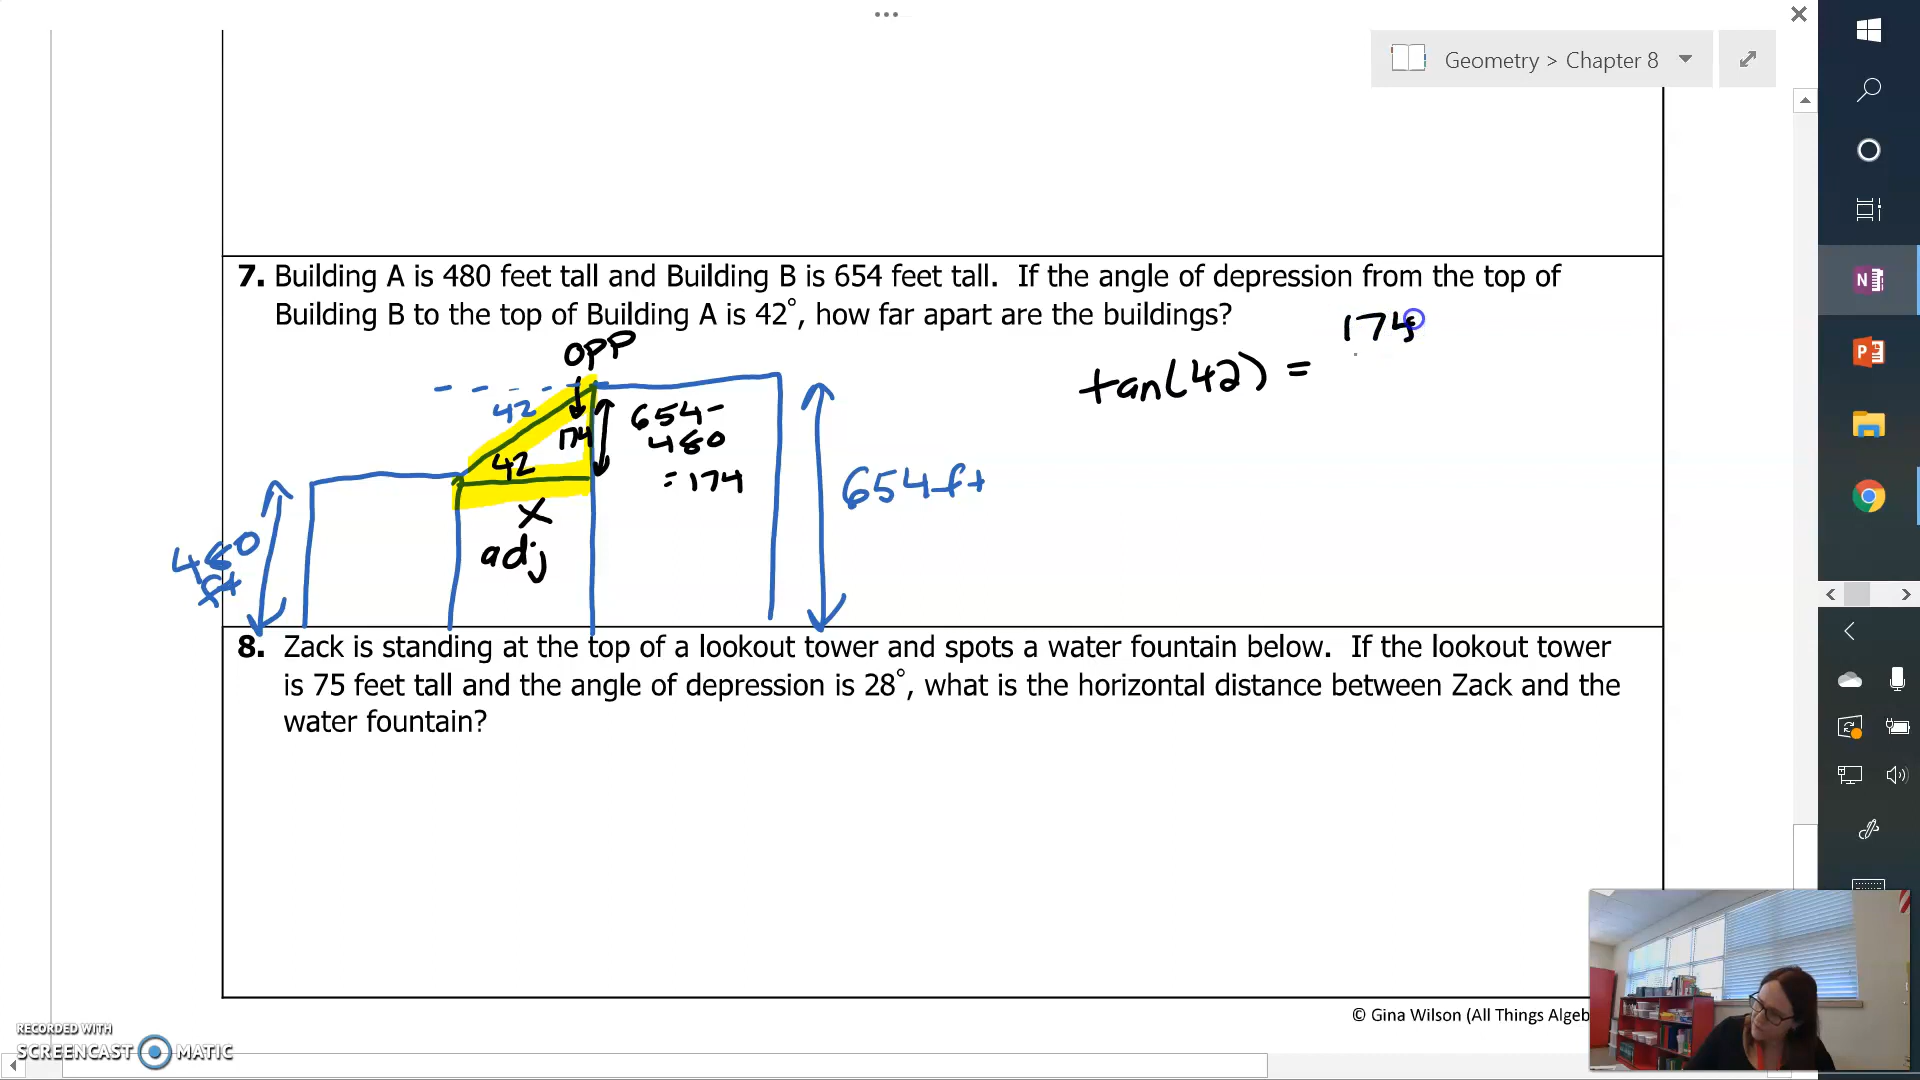 Geometry > Chapter 8
7. Building A is 480 feet tall and Building B is 654 feet tall. If the angle of depression from the top of
Building B to the top of Building A is 42°, how far apart are the buildings?
174
tan(42) =
OPP
42
174
654-
480
= 174
42
x
adj
480
ft
654ft
8. Zack is standing at the top of a lookout tower and spots a water fountain below. If the lookout tower
is 75 feet tall and the angle of depression is 28°, what is the horizontal distance between Zack and the
water fountain?
© Gina Wilson (All Things Algeb
RECORDED WITH
SCREENCAST MATIC